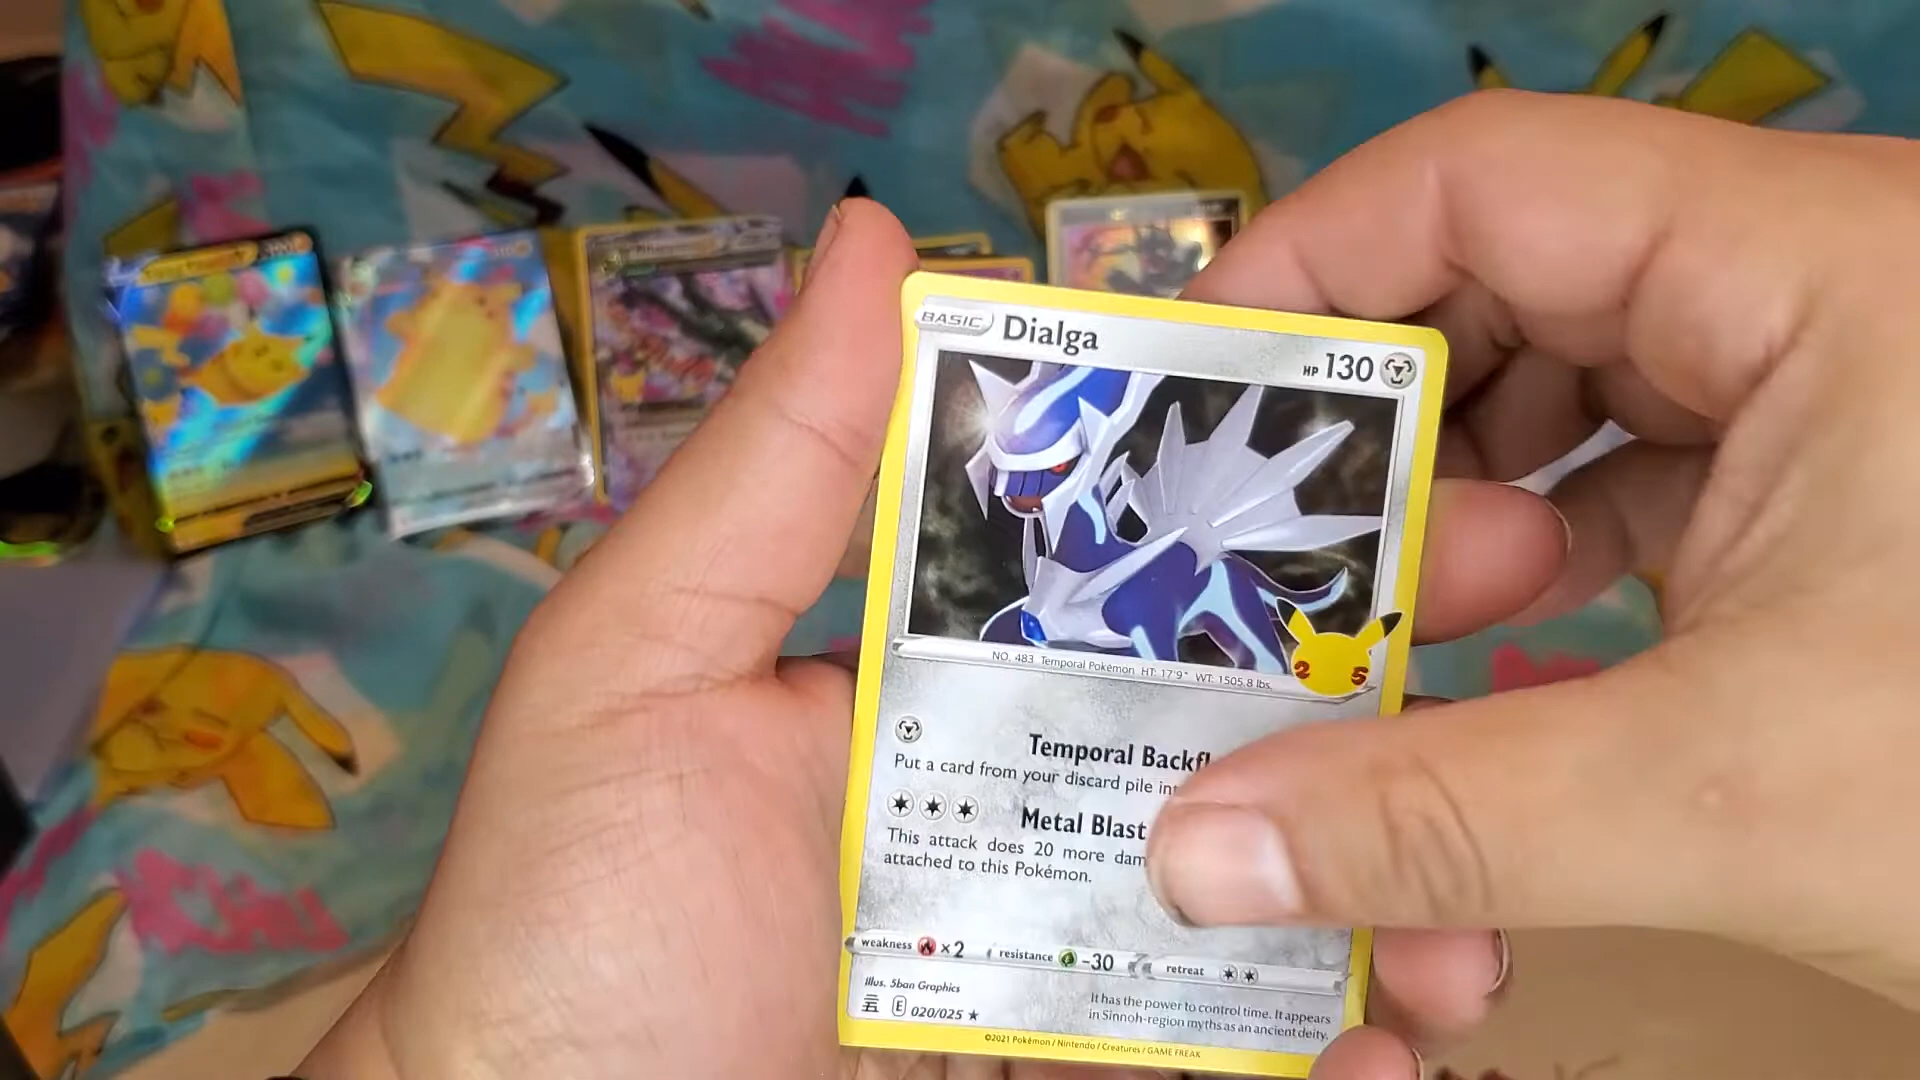 BASIC Dialga HP 130
NO. 483 Temporal Pokémon HT: 17'9" WT: 1505.8 lbs.
25
Temporal Backfl
Put a card from your discard pile in
Metal Blast
This attack does 20 more dam
attached to this Pokémon.
weakness ×2 resistance -30 retreat
Illus. 5ban Graphics
E 020/025 ★
It has the power to control time. It appears
in Sinnoh-region myths as an ancient deity.
©2021 Pokémon / Nintendo / Creatures / GAME FREAK